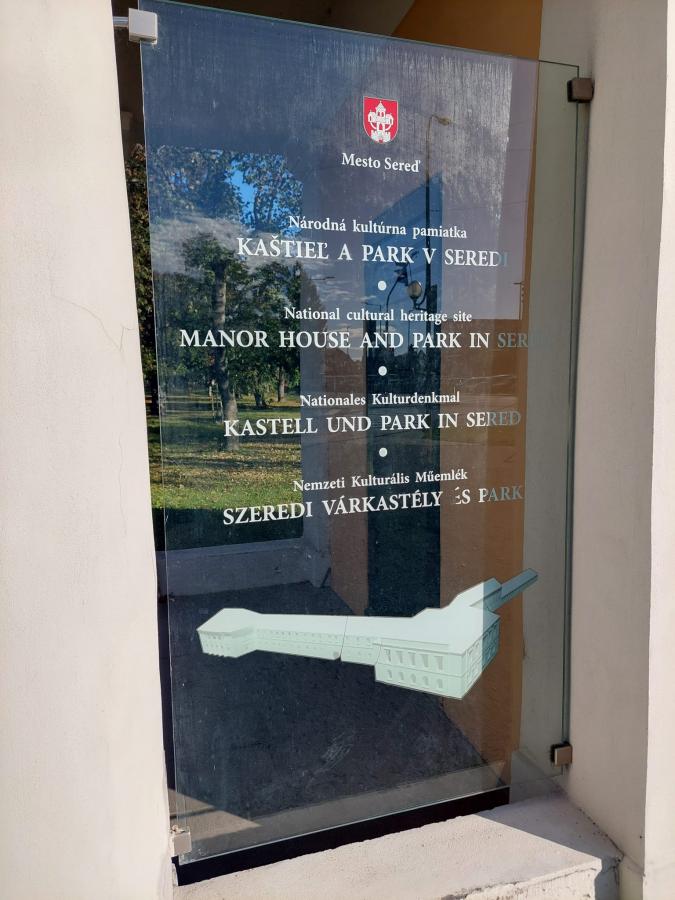 Mesto Sereď
Národná kultúrna pamiatka
KAŠTIEĽ A PARK V SEREDI
National cultural heritage site
MANOR HOUSE AND PARK IN SERED
Nationales Kulturdenkmal
KASTELL UND PARK IN SERED
Nemzeti Kulturális Műemlék
SZEREDI VÁRKASTÉLY ÉS PARK